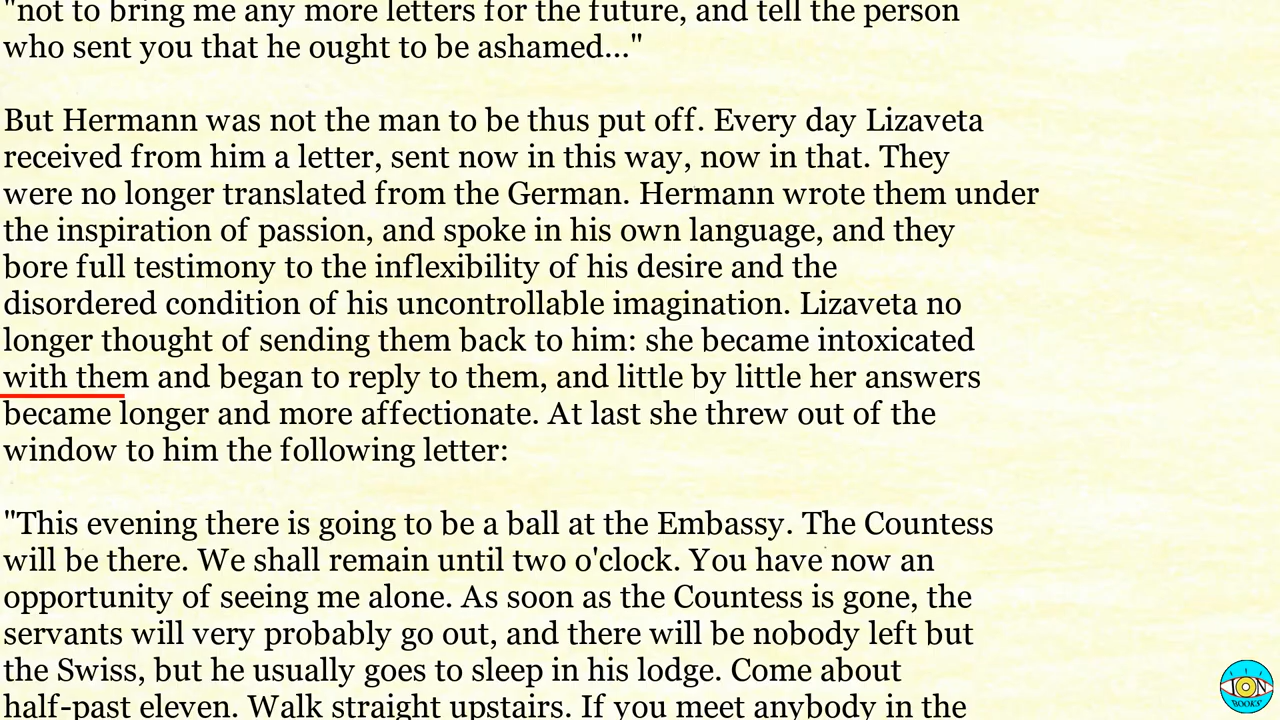 "not to bring me any more letters for the future, and tell the person
who sent you that he ought to be ashamed..."
But Hermann was not the man to be thus put off. Every day Lizaveta
received from him a letter, sent now in this way, now in that. They
were no longer translated from the German. Hermann wrote them under
the inspiration of passion, and spoke in his own language, and they
bore full testimony to the inflexibility of his desire and the
disordered condition of his uncontrollable imagination. Lizaveta no
longer thought of sending them back to him: she became intoxicated
with them and began to reply to them, and little by little her answers
became longer and more affectionate. At last she threw out of the
window to him the following letter:
"This evening there is going to be a ball at the Embassy. The Countess
will be there. We shall remain until two o'clock. You have now an
opportunity of seeing me alone. As soon as the Countess is gone, the
servants will very probably go out, and there will be nobody left but
the Swiss, but he usually goes to sleep in his lodge. Come about
half-past eleven. Walk straight upstairs. If you meet anybody in the
ION
BOOKS